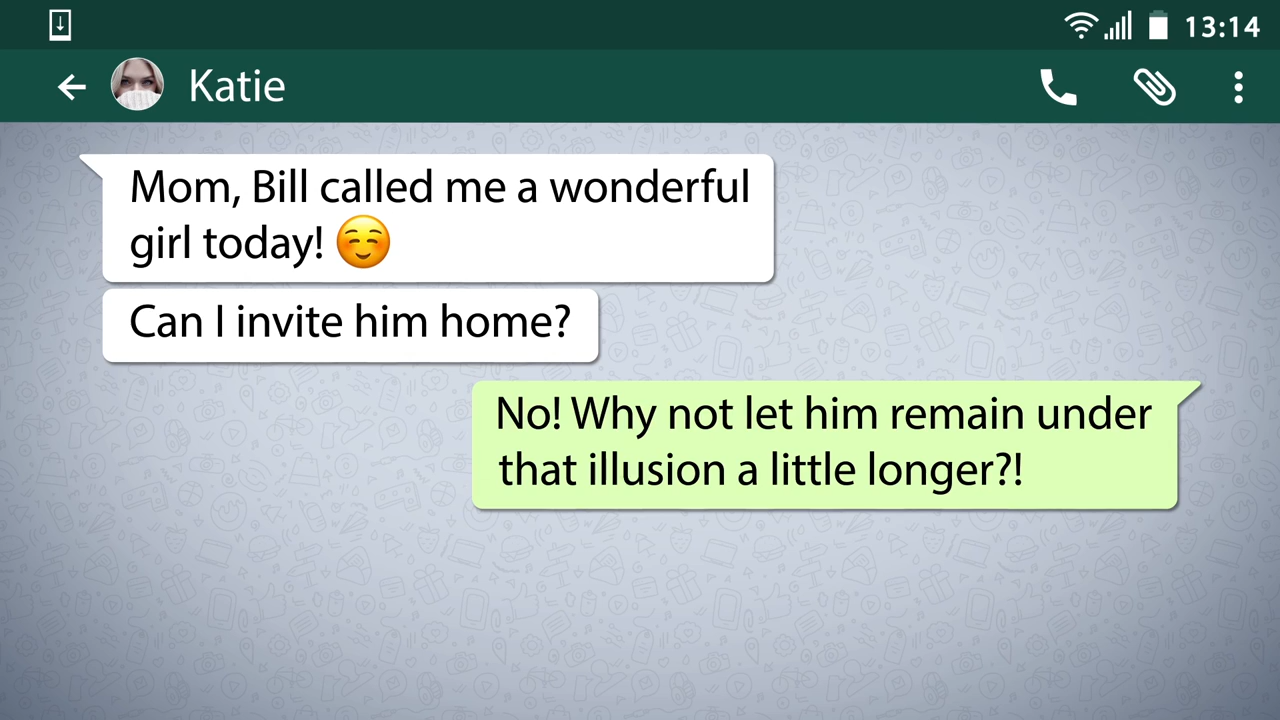 13:14
Katie
Mom, Bill called me a wonderful
girl today! ☺️
Can I invite him home?
No! Why not let him remain under
that illusion a little longer?!